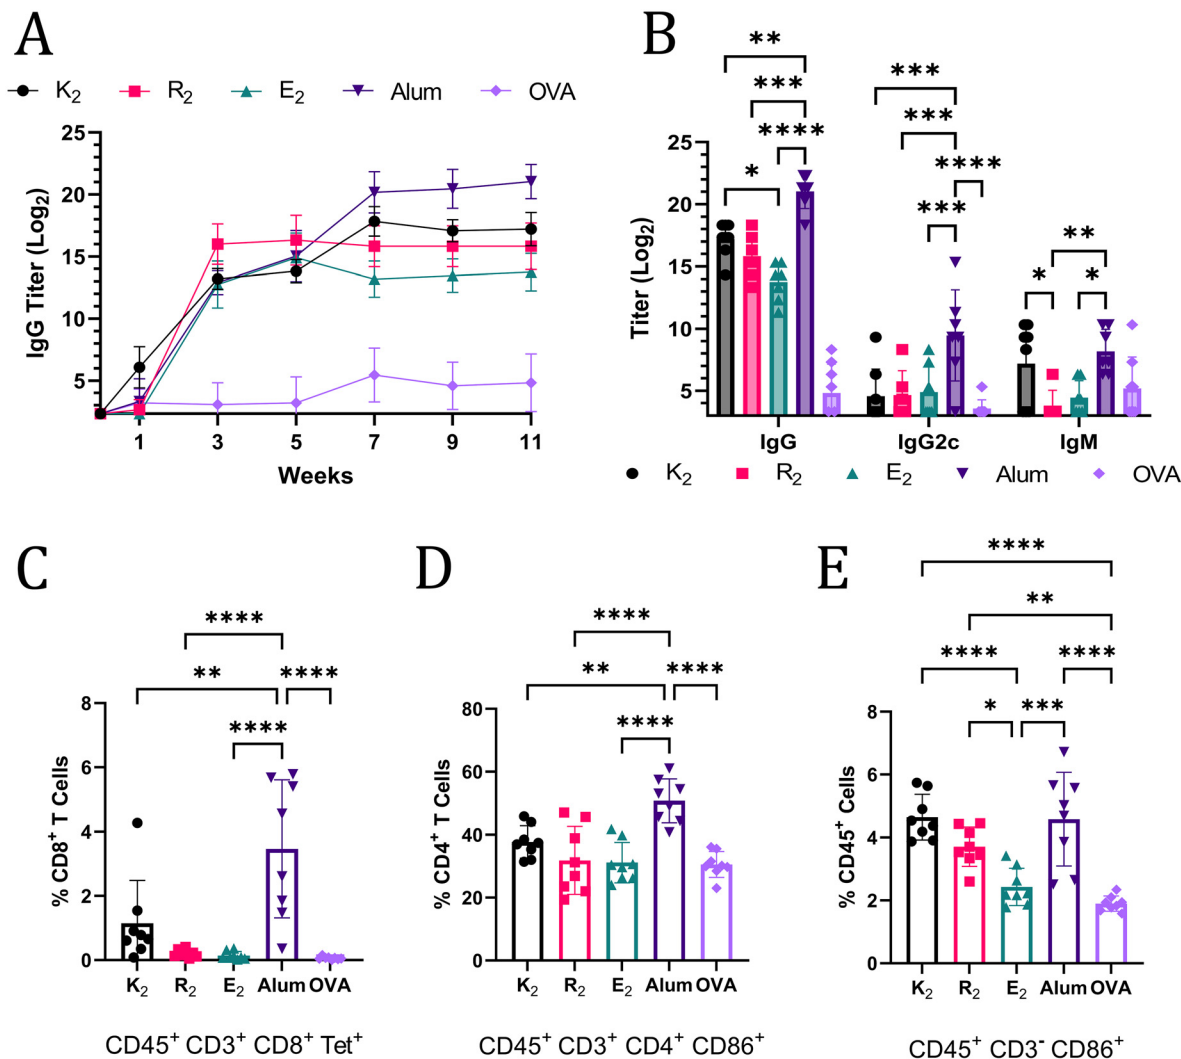 A
K₂ R₂ E₂ Alum OVA
IgG Titer (Log₂)
25
20
15
10
5
1 3 5 7 9 11
Weeks
B
**
***
****
*
***
***
****
***
**
*
*
Titer (Log₂)
25
20
15
10
5
IgG IgG2c IgM
K₂ R₂ E₂ Alum OVA
C
****
**
****
****
% CD8⁺ T Cells
8
6
4
2
0
K₂ R₂ E₂ Alum OVA
CD45⁺ CD3⁺ CD8⁺ Tet⁺
D
****
**
****
****
% CD4⁺ T Cells
80
60
40
20
0
K₂ R₂ E₂ Alum OVA
CD45⁺ CD3⁺ CD4⁺ CD86⁺
E
****
**
****
****
*
***
% CD45⁺ Cells
8
6
4
2
0
K₂ R₂ E₂ Alum OVA
CD45⁺ CD3⁻ CD86⁺